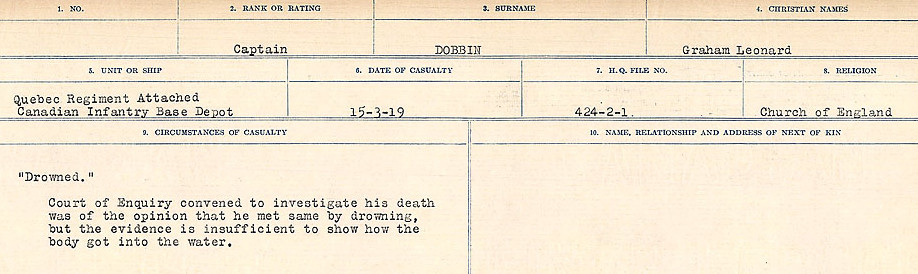 1. NO. 2. RANK OR RATING 3. SURNAME 4. CHRISTIAN NAMES
Captain DOBBIN Graham Leonard
5. UNIT OR SHIP 6. DATE OF CASUALTY 7. H.Q. FILE NO. 8. RELIGION
Quebec Regiment Attached
Canadian Infantry Base Depot 15-3-19 424-2-1. Church of England
9. CIRCUMSTANCES OF CASUALTY 10. NAME, RELATIONSHIP AND ADDRESS OF NEXT OF KIN
"Drowned."
Court of Enquiry convened to investigate his death
was of the opinion that he met same by drowning,
but the evidence is insufficient to show how the
body got into the water.